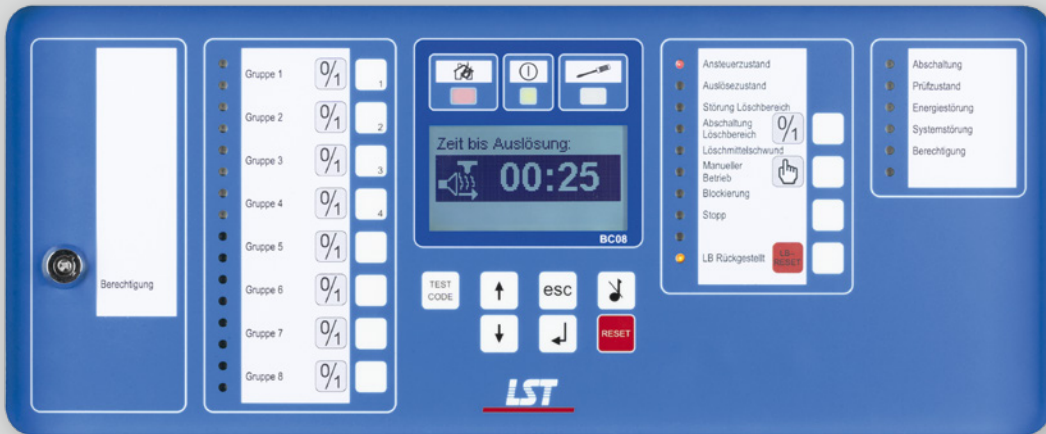 Berechtigung
Gruppe 1 0/1 1
Gruppe 2 0/1 2
Gruppe 3 0/1 3
Gruppe 4 0/1 4
Gruppe 5 0/1
Gruppe 6 0/1
Gruppe 7 0/1
Gruppe 8 0/1
Zeit bis Auslösung:
00:25
BC08
TEST
CODE
esc
RESET
LST
Ansteuerzustand
Auslösezustand
Störung Löschbereich
Abschaltung
Löschbereich
0/1
Löschmittelschwund
Manueller
Betrieb
Blockierung
Stopp
LB Rückgestellt
LB-
RESET
Abschaltung
Prüfzustand
Energiestörung
Systemstörung
Berechtigung